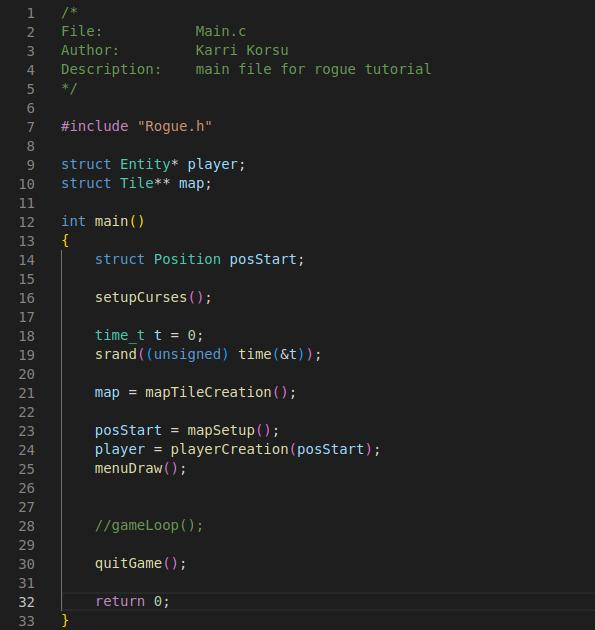 1 /*
2 File:           Main.c
3 Author:         Karri Korsu
4 Description:    main file for rogue tutorial
5 */
6
7 #include "Rogue.h"
8
9 struct Entity* player;
10 struct Tile** map;
11
12 int main()
13 {
14     struct Position posStart;
15
16     setupCurses();
17
18     time_t t = 0;
19     srand((unsigned) time(&t));
20
21     map = mapTileCreation();
22
23     posStart = mapSetup();
24     player = playerCreation(posStart);
25     menuDraw();
26
27
28     //gameLoop();
29
30     quitGame();
31
32     return 0;
33 }